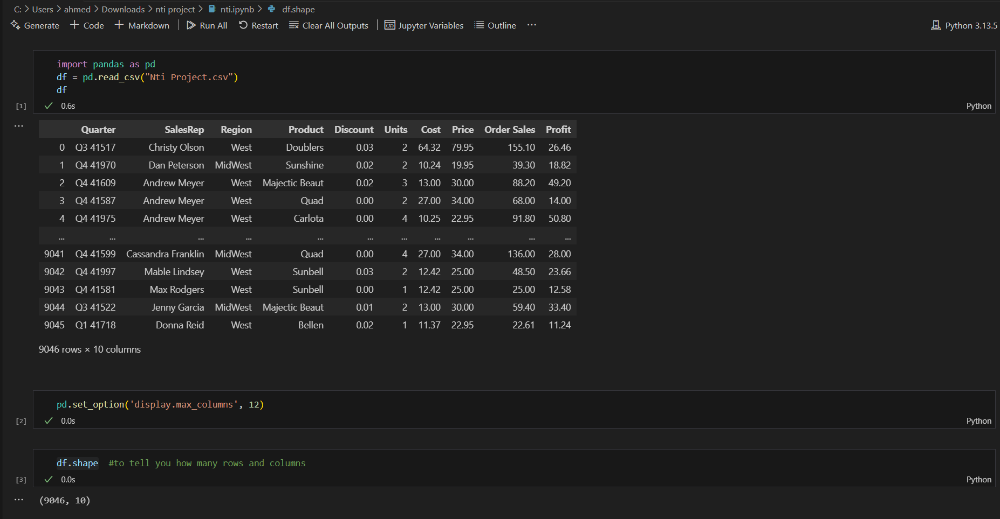 C: > Users > ahmed > Downloads > nti project > nti.ipynb > df.shape
Generate + Code + Markdown | Run All Restart Clear All Outputs | Jupyter Variables Outline ... Python 3.13.5
import pandas as pd
df = pd.read_csv("Nti Project.csv")
df
[1] ✓ 0.6s Python
...
Quarter SalesRep Region Product Discount Units Cost Price Order Sales Profit
0 Q3 41517 Christy Olson West Doublers 0.03 2 64.32 79.95 155.10 26.46
1 Q4 41970 Dan Peterson MidWest Sunshine 0.02 2 10.24 19.95 39.30 18.82
2 Q4 41609 Andrew Meyer West Majectic Beaut 0.02 3 13.00 30.00 88.20 49.20
3 Q4 41587 Andrew Meyer West Quad 0.00 2 27.00 34.00 68.00 14.00
4 Q4 41975 Andrew Meyer West Carlota 0.00 4 10.25 22.95 91.80 50.80
... ... ... ... ... ... ... ... ... ... ...
9041 Q4 41599 Cassandra Franklin MidWest Quad 0.00 4 27.00 34.00 136.00 28.00
9042 Q4 41997 Mable Lindsey West Sunbell 0.03 2 12.42 25.00 48.50 23.66
9043 Q4 41581 Max Rodgers West Sunbell 0.00 1 12.42 25.00 25.00 12.58
9044 Q3 41522 Jenny Garcia MidWest Majectic Beaut 0.01 2 13.00 30.00 59.40 33.40
9045 Q1 41718 Donna Reid West Bellen 0.02 1 11.37 22.95 22.61 11.24
9046 rows × 10 columns
pd.set_option('display.max_columns', 12)
[2] ✓ 0.0s Python
df.shape #to tell you how many rows and columns
[3] ✓ 0.0s Python
... (9046, 10)